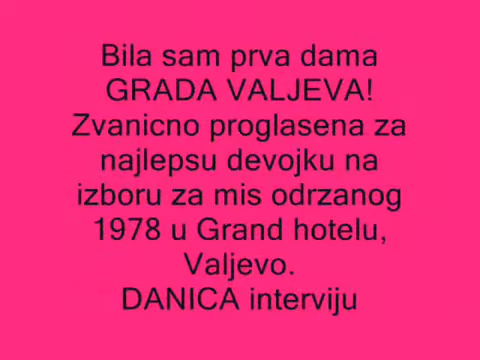 Bila sam prva dama
GRADA VALJEVA!
Zvanicno proglasena za
najlepsu devojku na
izboru za mis odrzanog
1978 u Grand hotelu,
Valjevo.
DANICA interviju